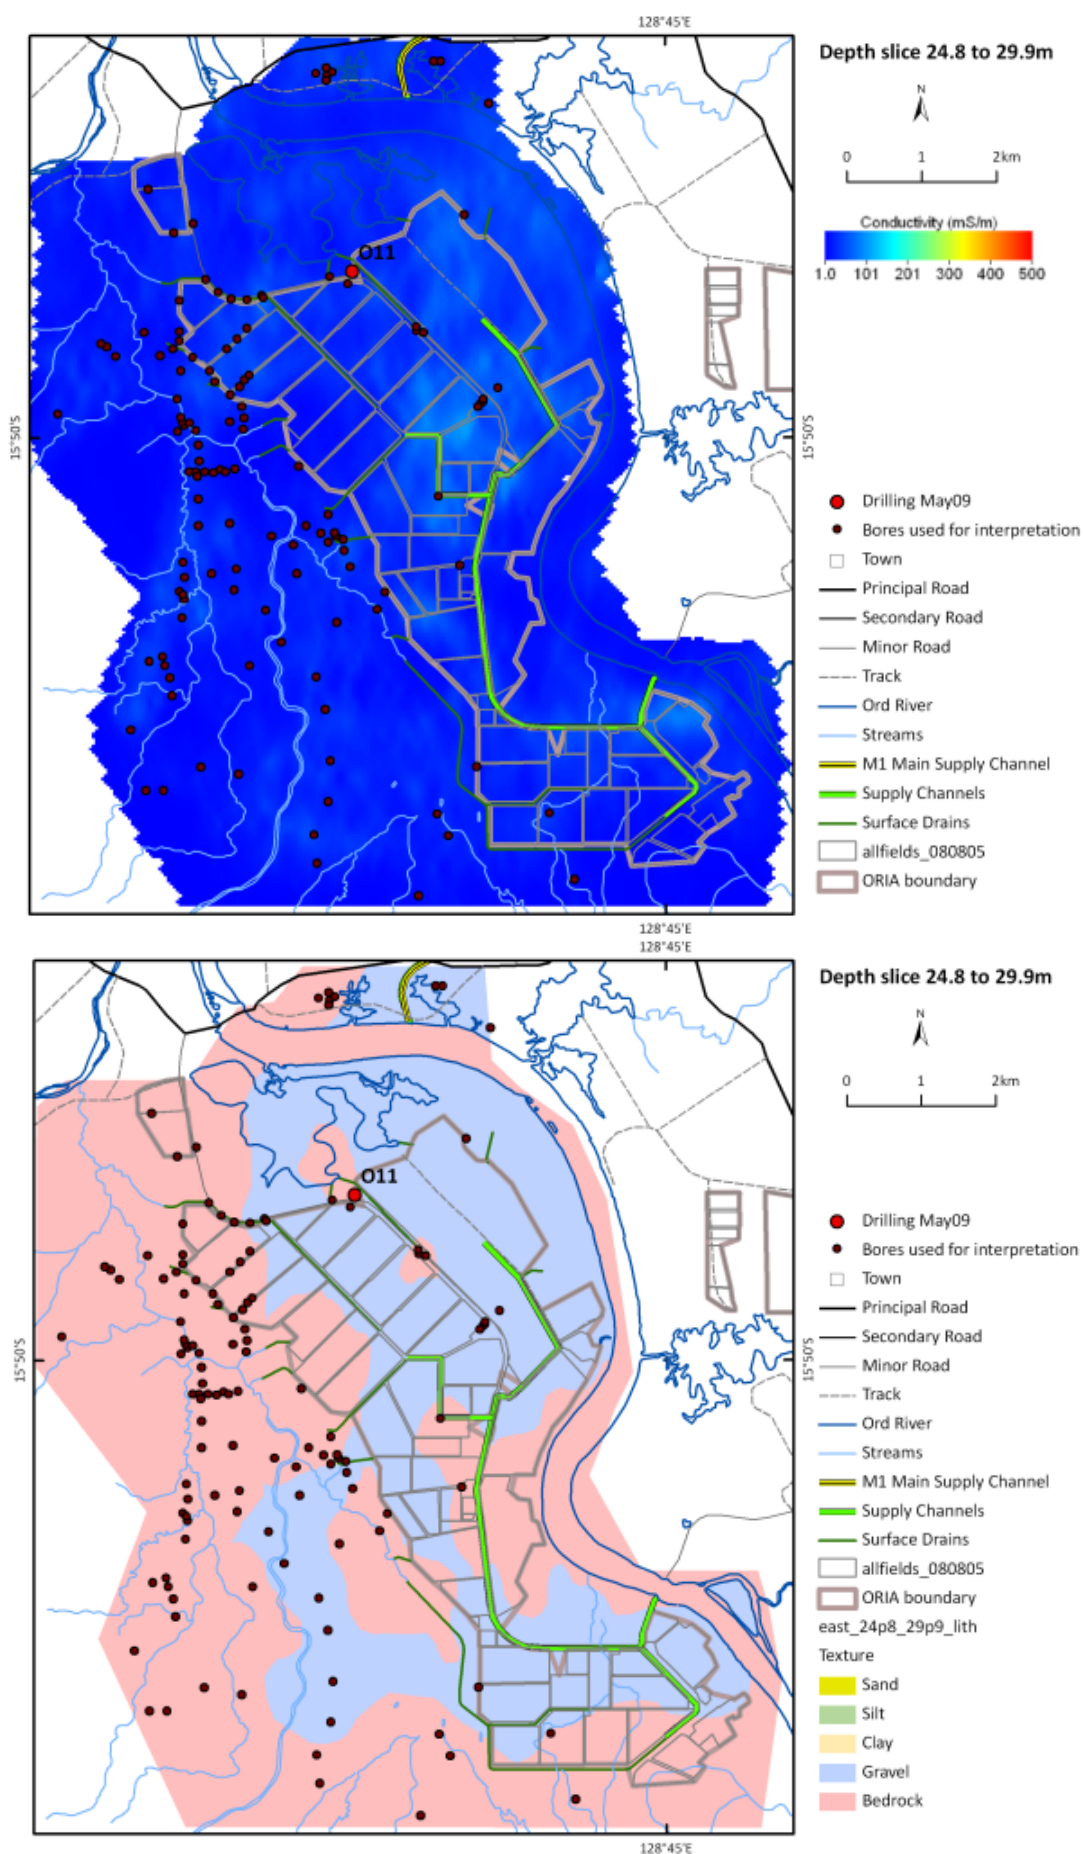 128°45'E
Depth slice 24.8 to 29.9m
N
0 1 2km
Conductivity (mS/m)
1.0 101 201 300 400 500
O11
15°50'S
15°50'S
Drilling May09
Bores used for interpretation
Town
Principal Road
Secondary Road
Minor Road
Track
Ord River
Streams
M1 Main Supply Channel
Supply Channels
Surface Drains
allfields_080805
ORIA boundary
128°45'E
128°45'E
Depth slice 24.8 to 29.9m
N
0 1 2km
O11
15°50'S
15°50'S
Drilling May09
Bores used for interpretation
Town
Principal Road
Secondary Road
Minor Road
Track
Ord River
Streams
M1 Main Supply Channel
Supply Channels
Surface Drains
allfields_080805
ORIA boundary
east_24p8_29p9_lith
Texture
Sand
Silt
Clay
Gravel
Bedrock
128°45'E